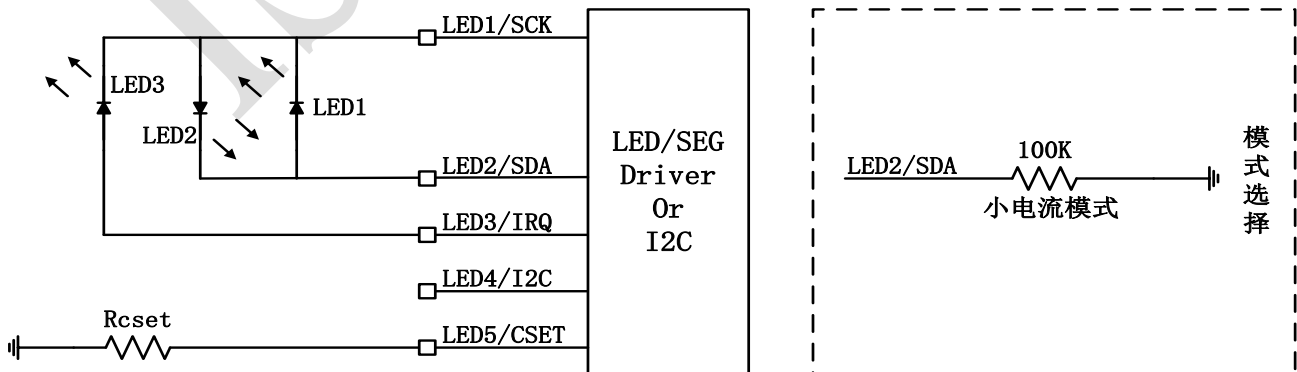 LED1/SCK
LED3
LED1
LED2
LED2/SDA
LED3/IRQ
LED4/I2C
Rcset
LED5/CSET
LED/SEG
Driver
Or
I2C
LED2/SDA
100K
小电流模式
模式选择